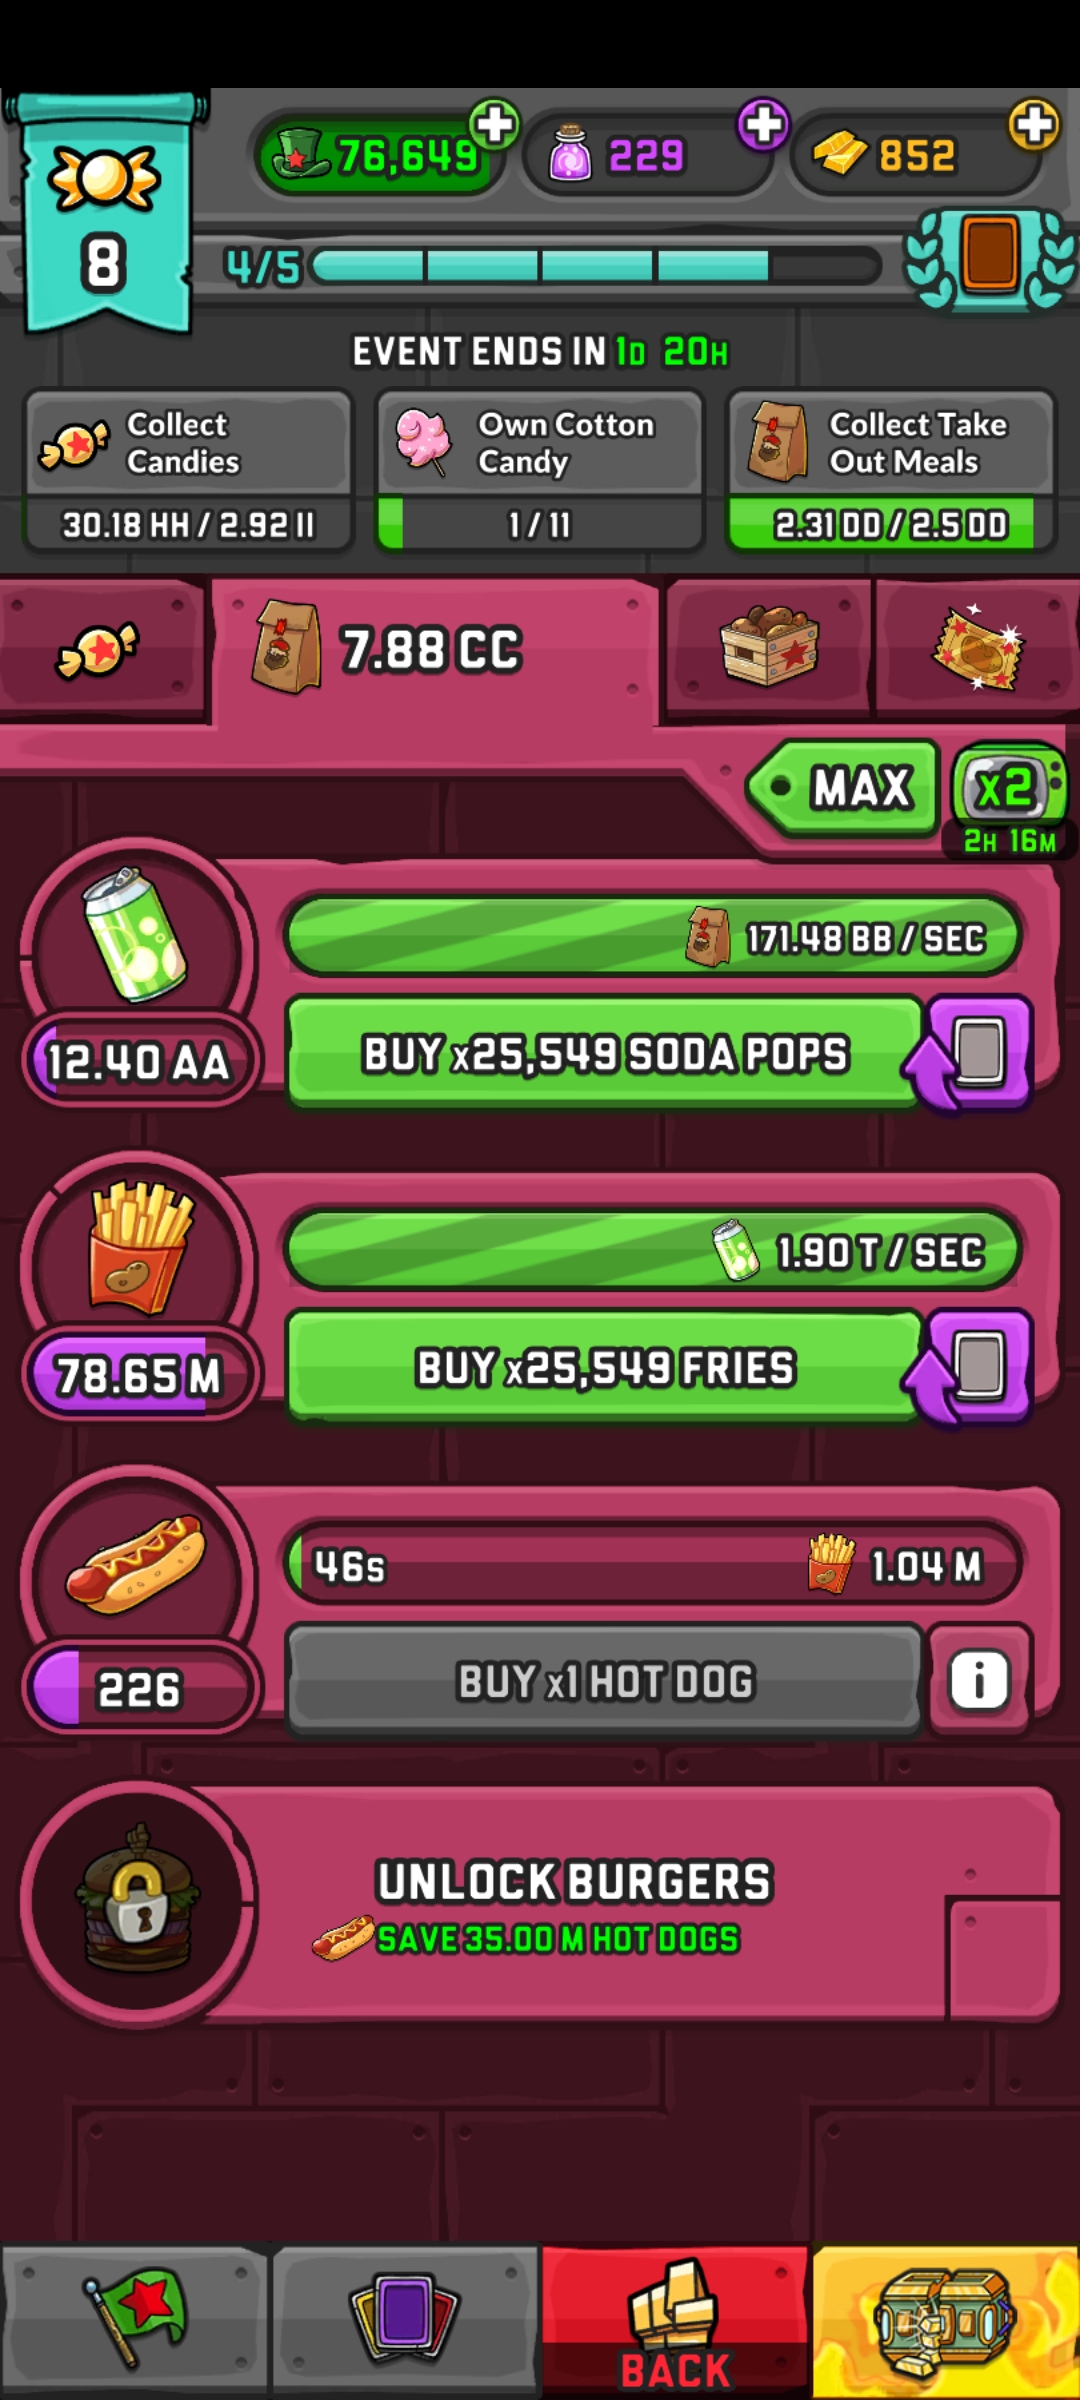 76,649
229
852
8
4/5
EVENT ENDS IN 1D 20H
Collect
Candies
30.18 HH / 2.92 II
Own Cotton
Candy
1 / 11
Collect Take
Out Meals
2.31 DD / 2.5 DD
7.88 CC
MAX
x2
2H 16M
171.48 BB / SEC
12.40 AA
BUY x25,549 SODA POPS
1.90 T / SEC
78.65 M
BUY x25,549 FRIES
46s
1.04 M
226
BUY x1 HOT DOG
i
UNLOCK BURGERS
SAVE 35.00 M HOT DOGS
BACK